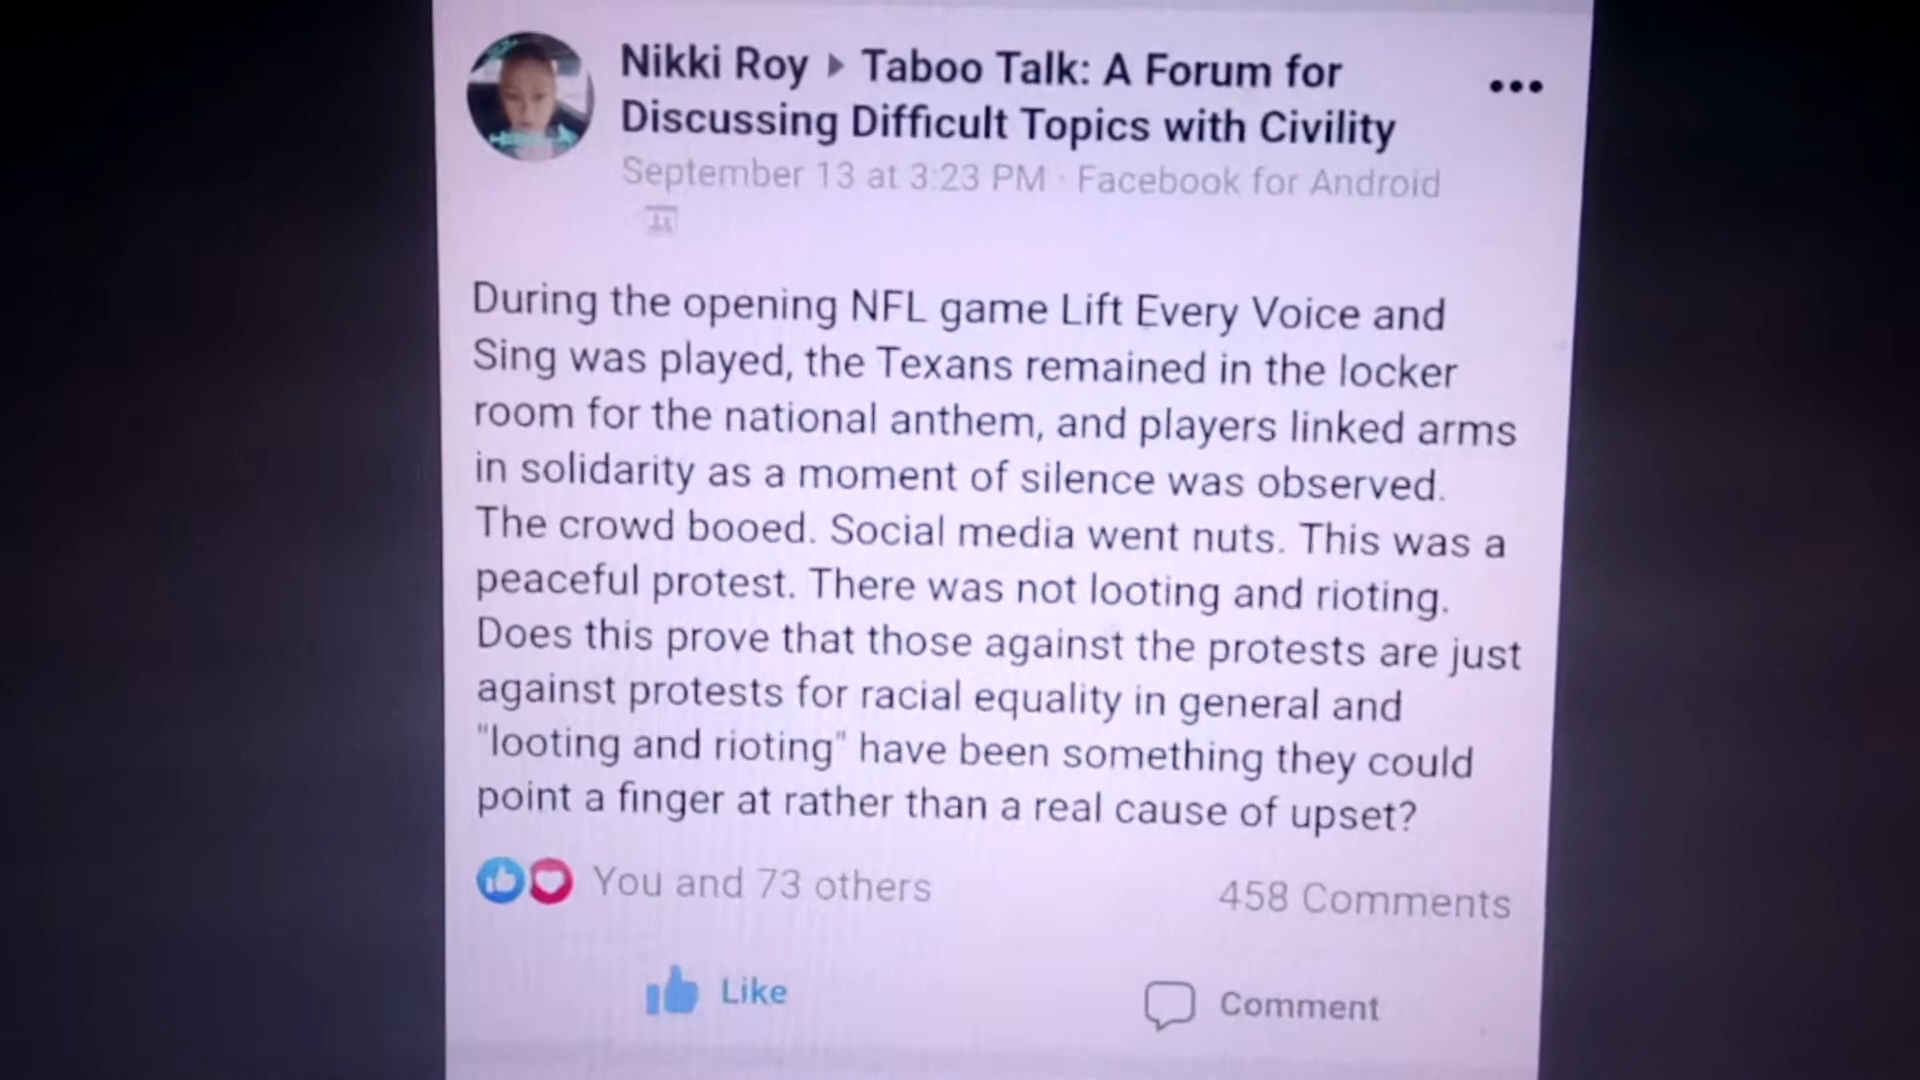 Nikki Roy ▸ Taboo Talk: A Forum for
Discussing Difficult Topics with Civility
September 13 at 3:23 PM · Facebook for Android
During the opening NFL game Lift Every Voice and
Sing was played, the Texans remained in the locker
room for the national anthem, and players linked arms
in solidarity as a moment of silence was observed.
The crowd booed. Social media went nuts. This was a
peaceful protest. There was not looting and rioting.
Does this prove that those against the protests are just
against protests for racial equality in general and
"looting and rioting" have been something they could
point a finger at rather than a real cause of upset?
You and 73 others
458 Comments
Like
Comment